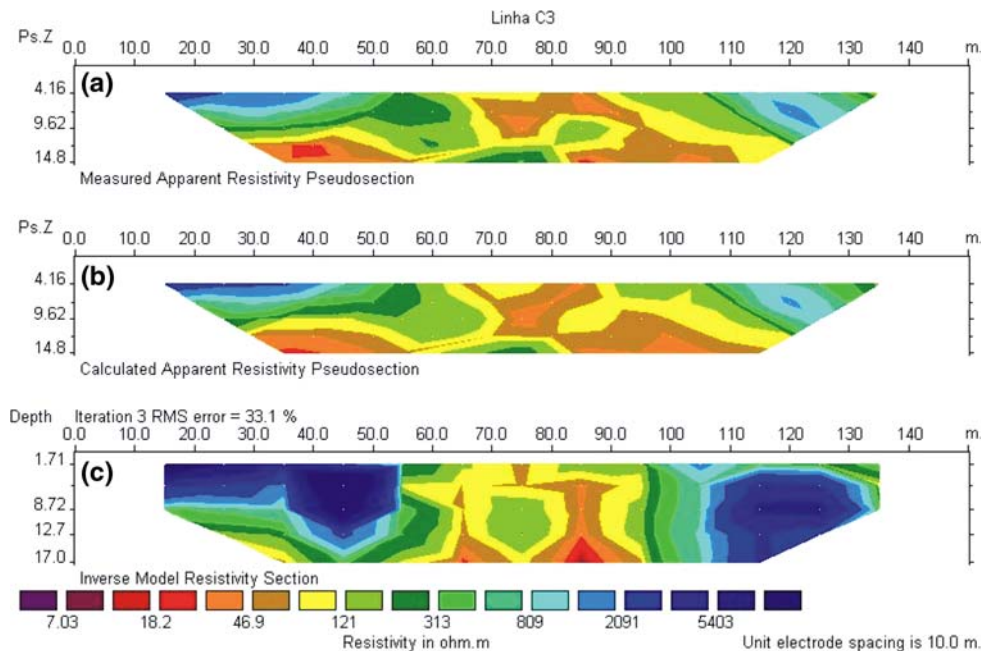 Linha C3
Ps.Z
0.0 10.0 20.0 30.0 40.0 50.0 60.0 70.0 80.0 90.0 100 110 120 130 140 m.
(a)
4.16
9.62
14.8
Measured Apparent Resistivity Pseudosection
Ps.Z
0.0 10.0 20.0 30.0 40.0 50.0 60.0 70.0 80.0 90.0 100 110 120 130 140 m.
(b)
4.16
9.62
14.8
Calculated Apparent Resistivity Pseudosection
Depth Iteration 3 RMS error = 33.1 %
0.0 10.0 20.0 30.0 40.0 50.0 60.0 70.0 80.0 90.0 100 110 120 130 140 m.
(c)
1.71
8.72
12.7
17.0
Inverse Model Resistivity Section
7.03 18.2 46.9 121 313 809 2091 5403
Resistivity in ohm.m Unit electrode spacing is 10.0 m.